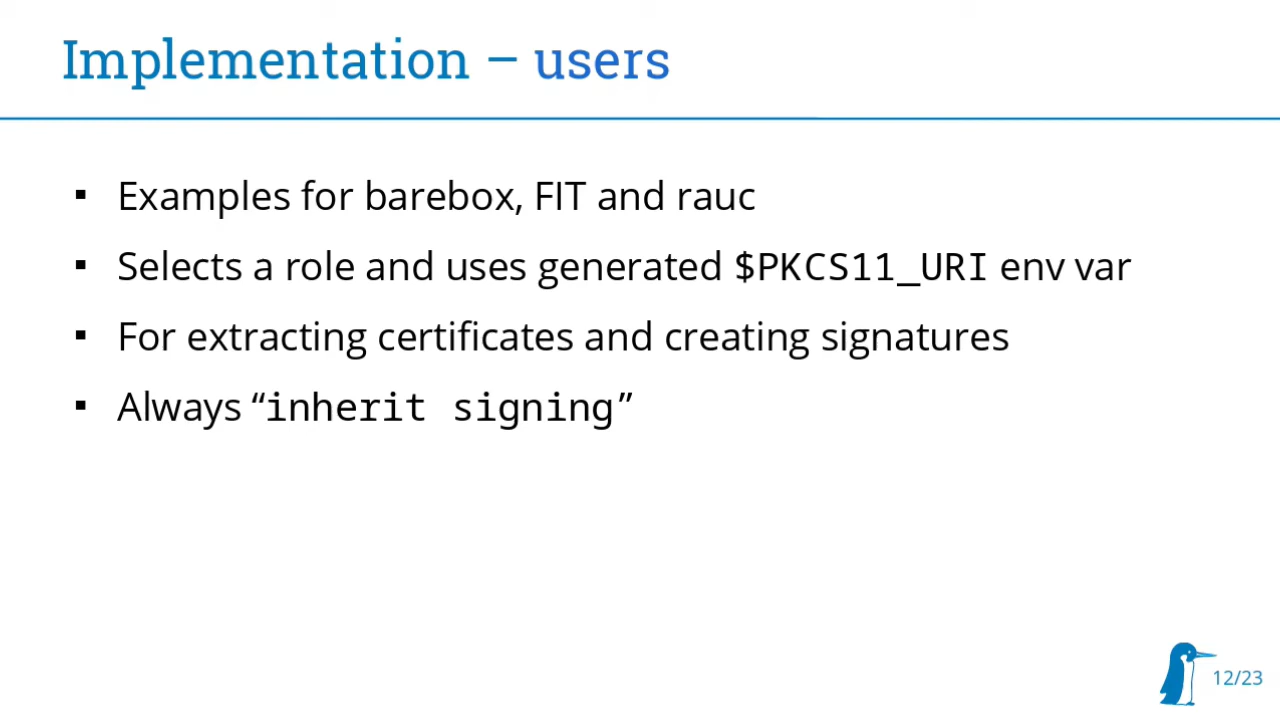 Implementation – users
▪ Examples for barebox, FIT and rauc
▪ Selects a role and uses generated $PKCS11_URI env var
▪ For extracting certificates and creating signatures
▪ Always “inherit signing”
12/23